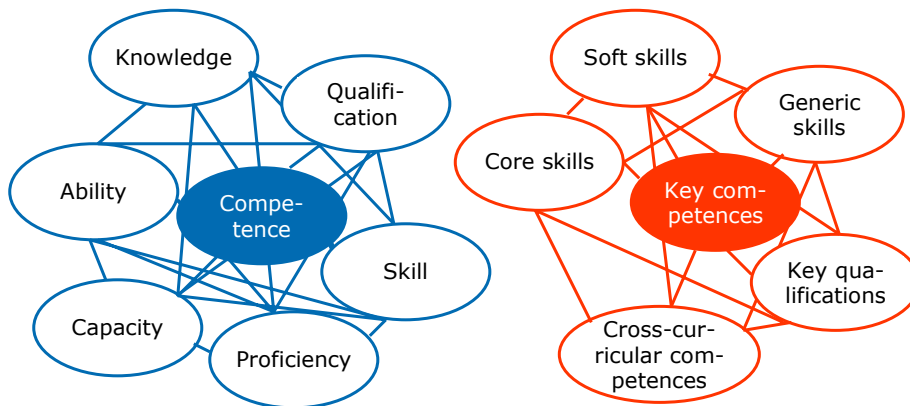 Knowledge
Qualifi-
cation
Ability
Compe-
tence
Skill
Capacity
Proficiency
Soft skills
Generic
skills
Core skills
Key com-
petences
Key qua-
lifications
Cross-cur-
ricular com-
petences